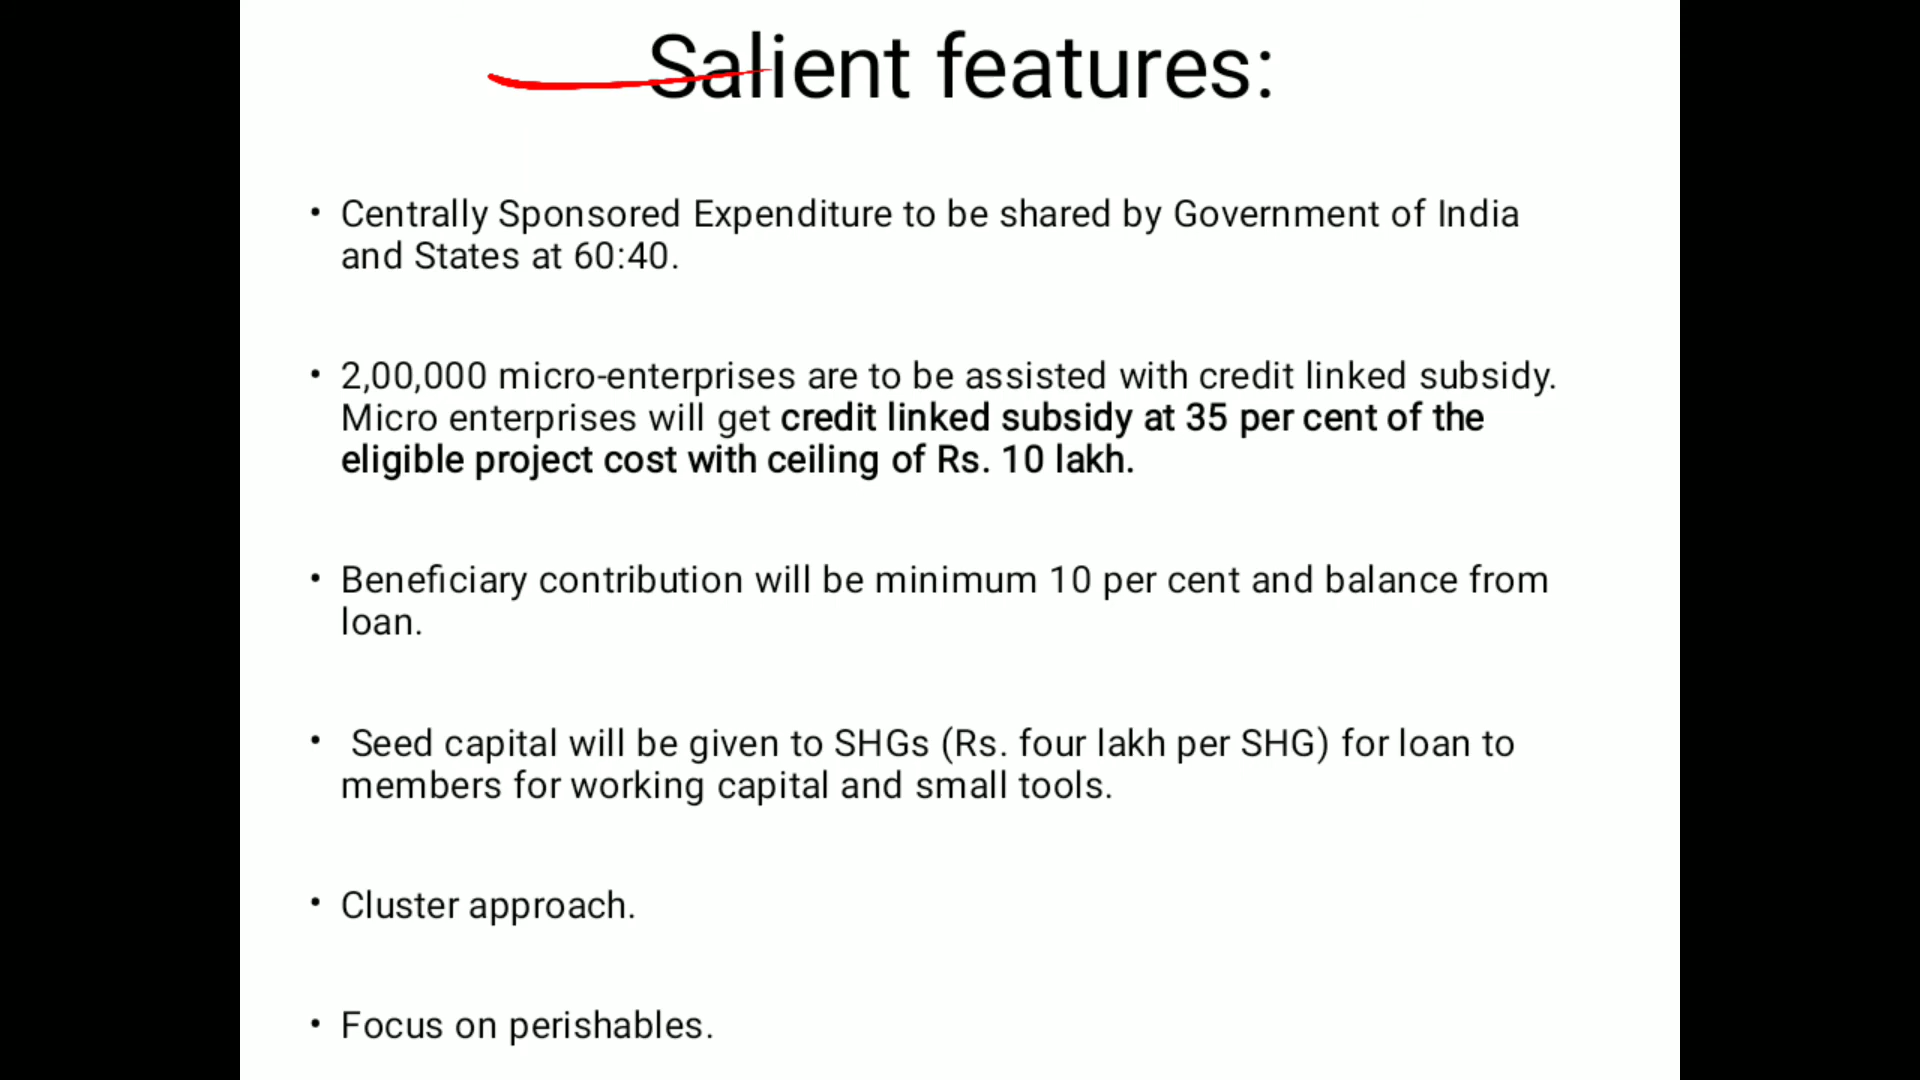 Salient features:
• Centrally Sponsored Expenditure to be shared by Government of India
and States at 60:40.
• 2,00,000 micro-enterprises are to be assisted with credit linked subsidy.
Micro enterprises will get credit linked subsidy at 35 per cent of the
eligible project cost with ceiling of Rs. 10 lakh.
• Beneficiary contribution will be minimum 10 per cent and balance from
loan.
• Seed capital will be given to SHGs (Rs. four lakh per SHG) for loan to
members for working capital and small tools.
• Cluster approach.
• Focus on perishables.